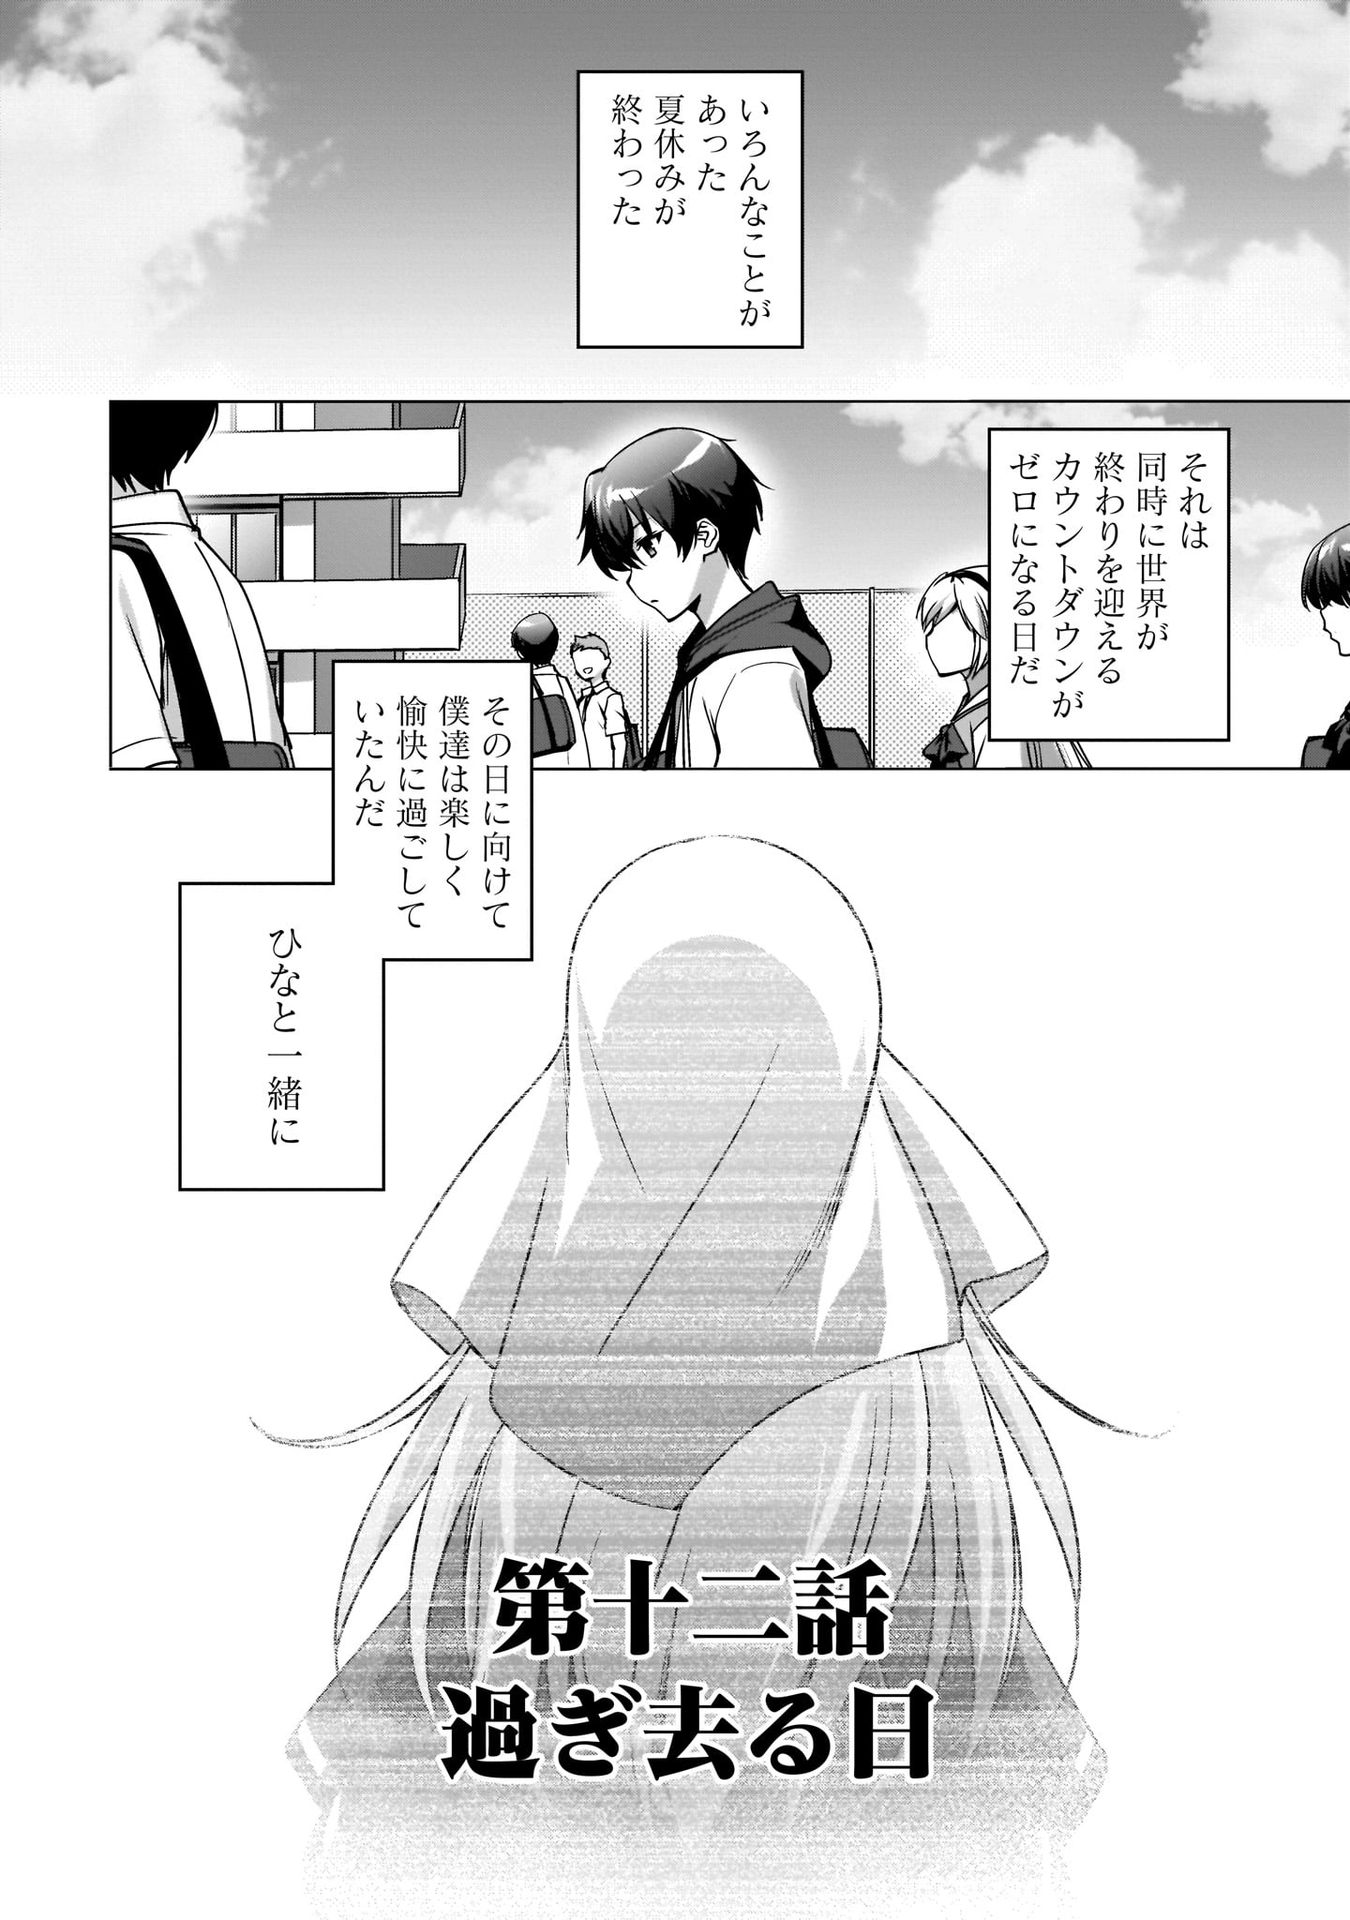 いろんなことが
あった
夏休みが
終わった
それは
同時に世界が
終わりを迎える
カウントダウンが
ゼロになる日だ
その日に向けて
僕達は楽しく
愉快に過ごして
いたんだ
ひなと一緒に
第十二話
過ぎ去る日